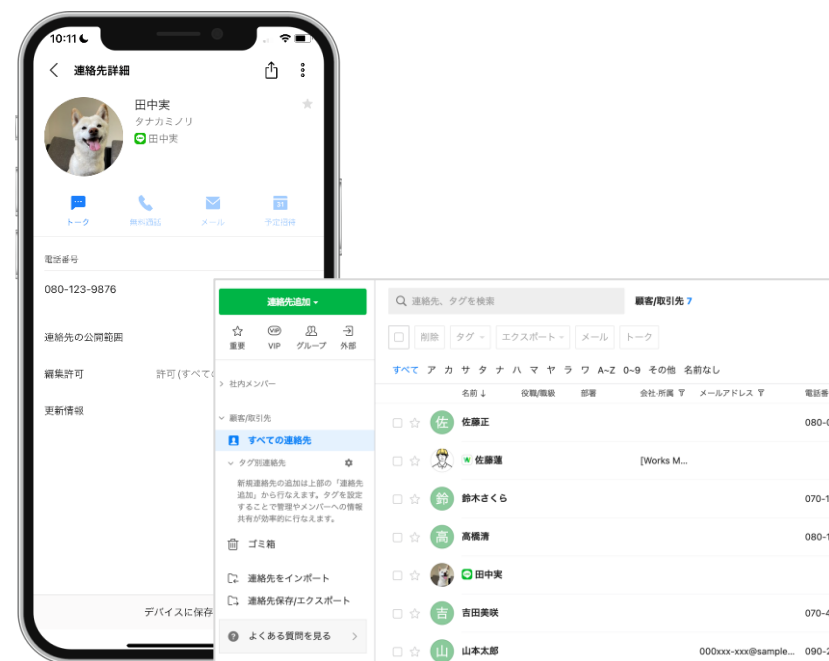 10:11
連絡先詳細
田中実
タナカミノリ
田中実
トーク
無料通話
メール
予定招待
電話番号
080-123-9876
連絡先の公開範囲
編集許可
許可(すべて
更新情報
デバイスに保存
連絡先追加
重要
VIP
グループ
外部
社内メンバー
顧客/取引先
すべての連絡先
タグ別連絡先
新規連絡先の追加は上部の「連絡先
追加」から行なえます。タグを設定
することで管理やメンバーへの情報
共有が効率的に行なえます。
ゴミ箱
連絡先をインポート
連絡先保存/エクスポート
よくある質問を見る
連絡先、タグを検索
顧客/取引先 7
削除 タグ エクスポート メール トーク
すべて ア カ サ タ ナ ハ マ ヤ ラ ワ A~Z 0~9 その他 名前なし
名前↓ 役職/職級 部署 会社·所属 メールアドレス 電話番
佐 佐藤正 080-
佐藤蓮 [Works M...
鈴 鈴木さくら 070-1
高 高橋清 080-1
田中実
吉 吉田美咲 070-4
山 山本太郎 000xxx-xxx@sample... 090-2